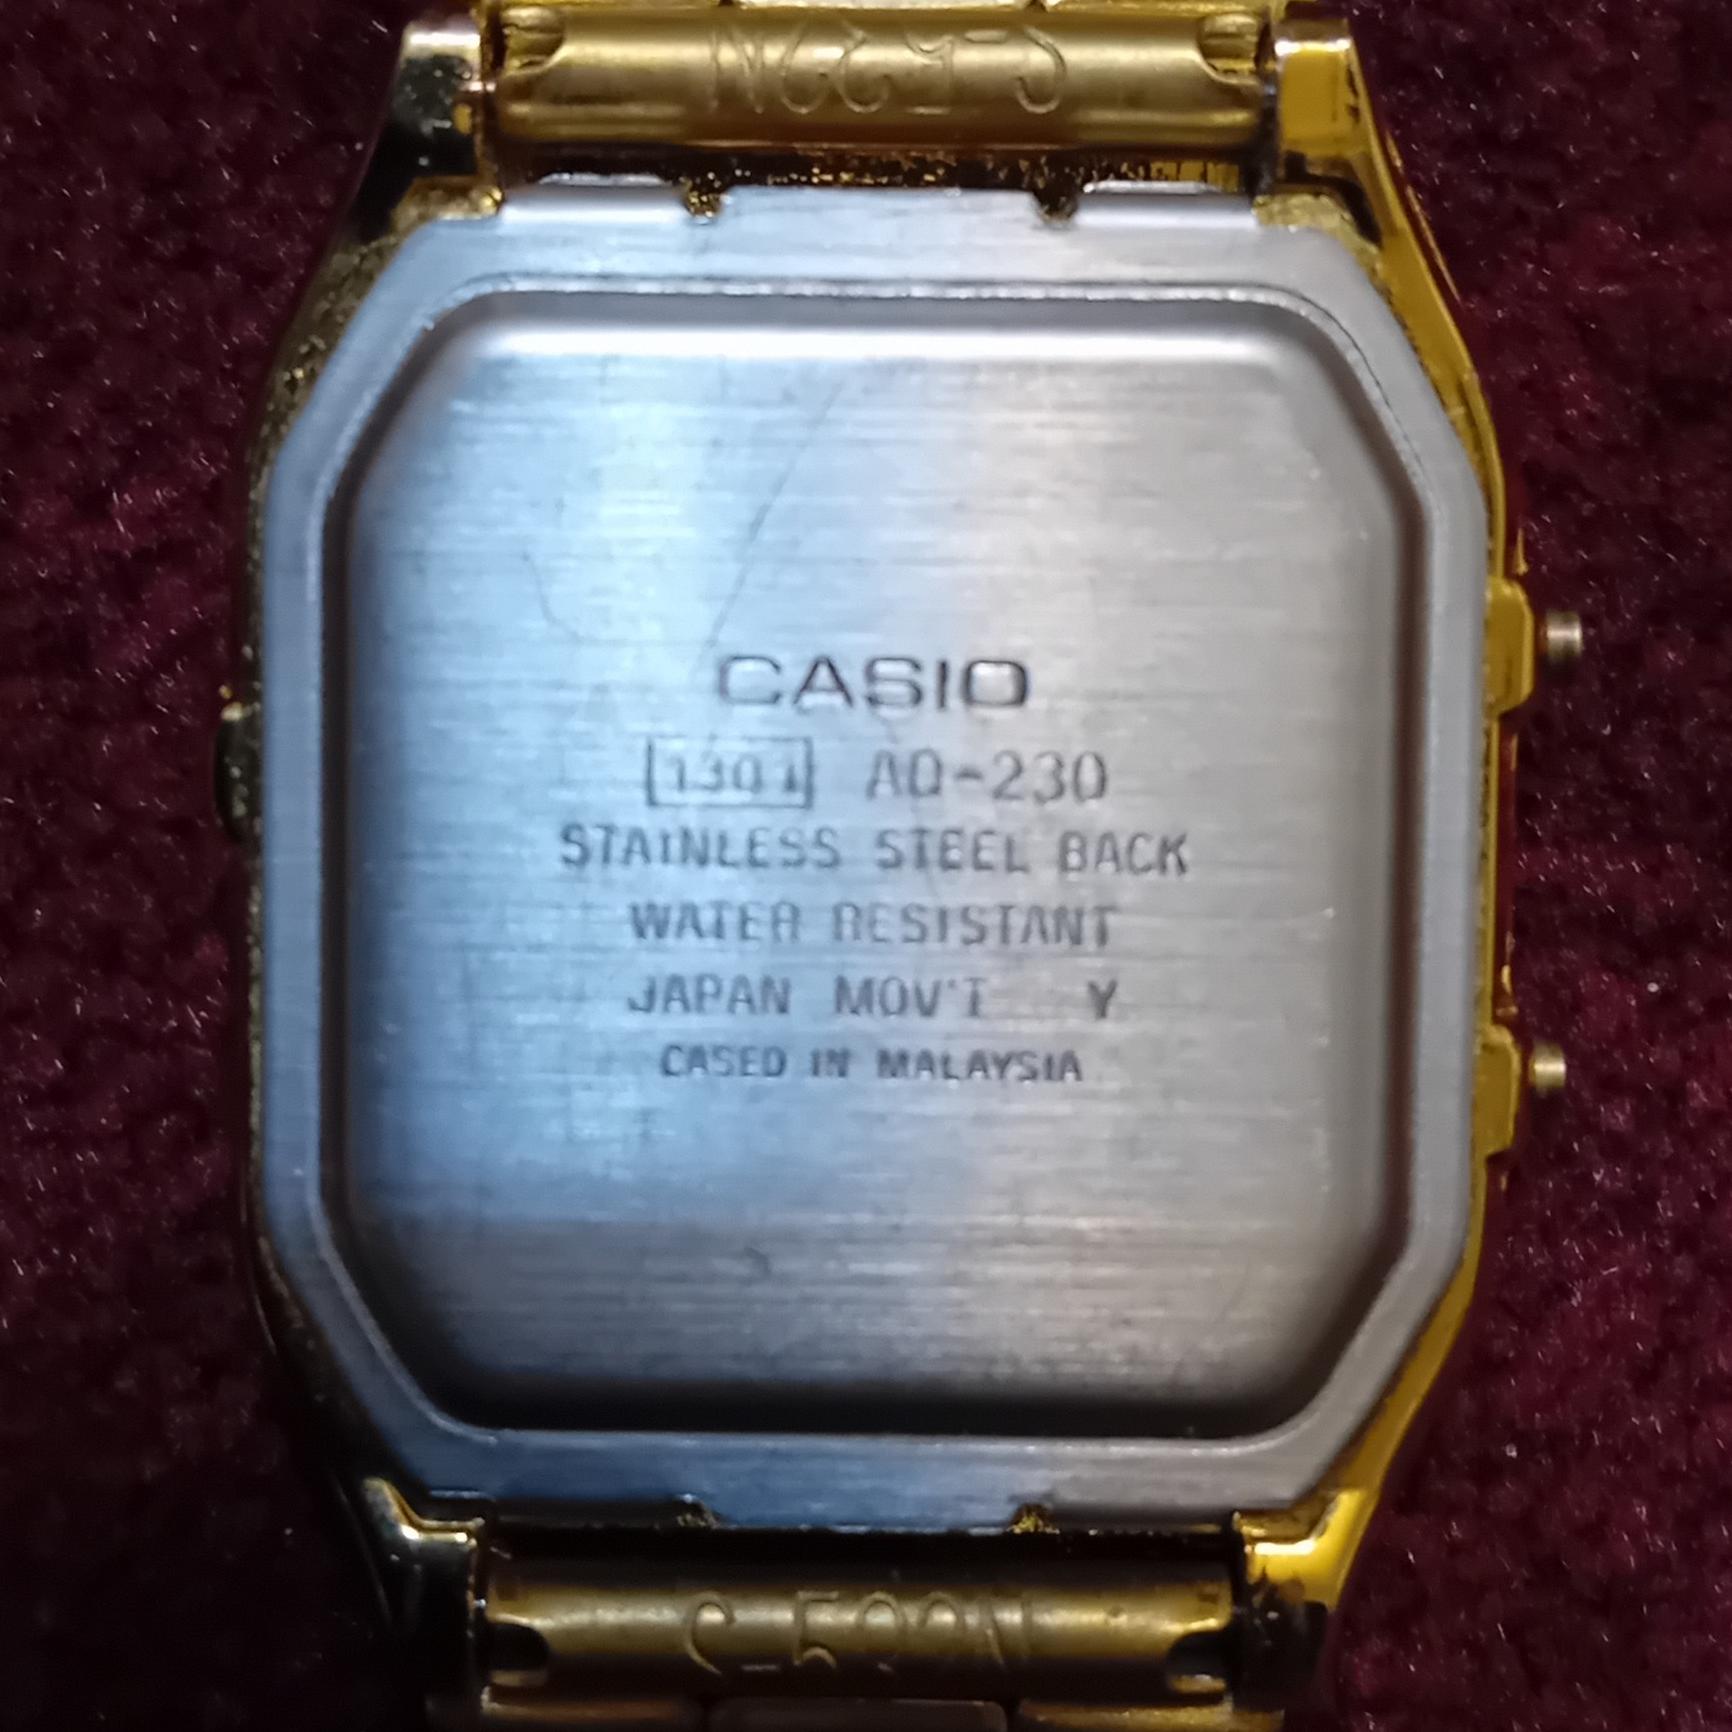 CASIO
1301 AQ-230
STAINLESS STEEL BACK
WATER RESISTANT
JAPAN MOV'T Y
CASED IN MALAYSIA